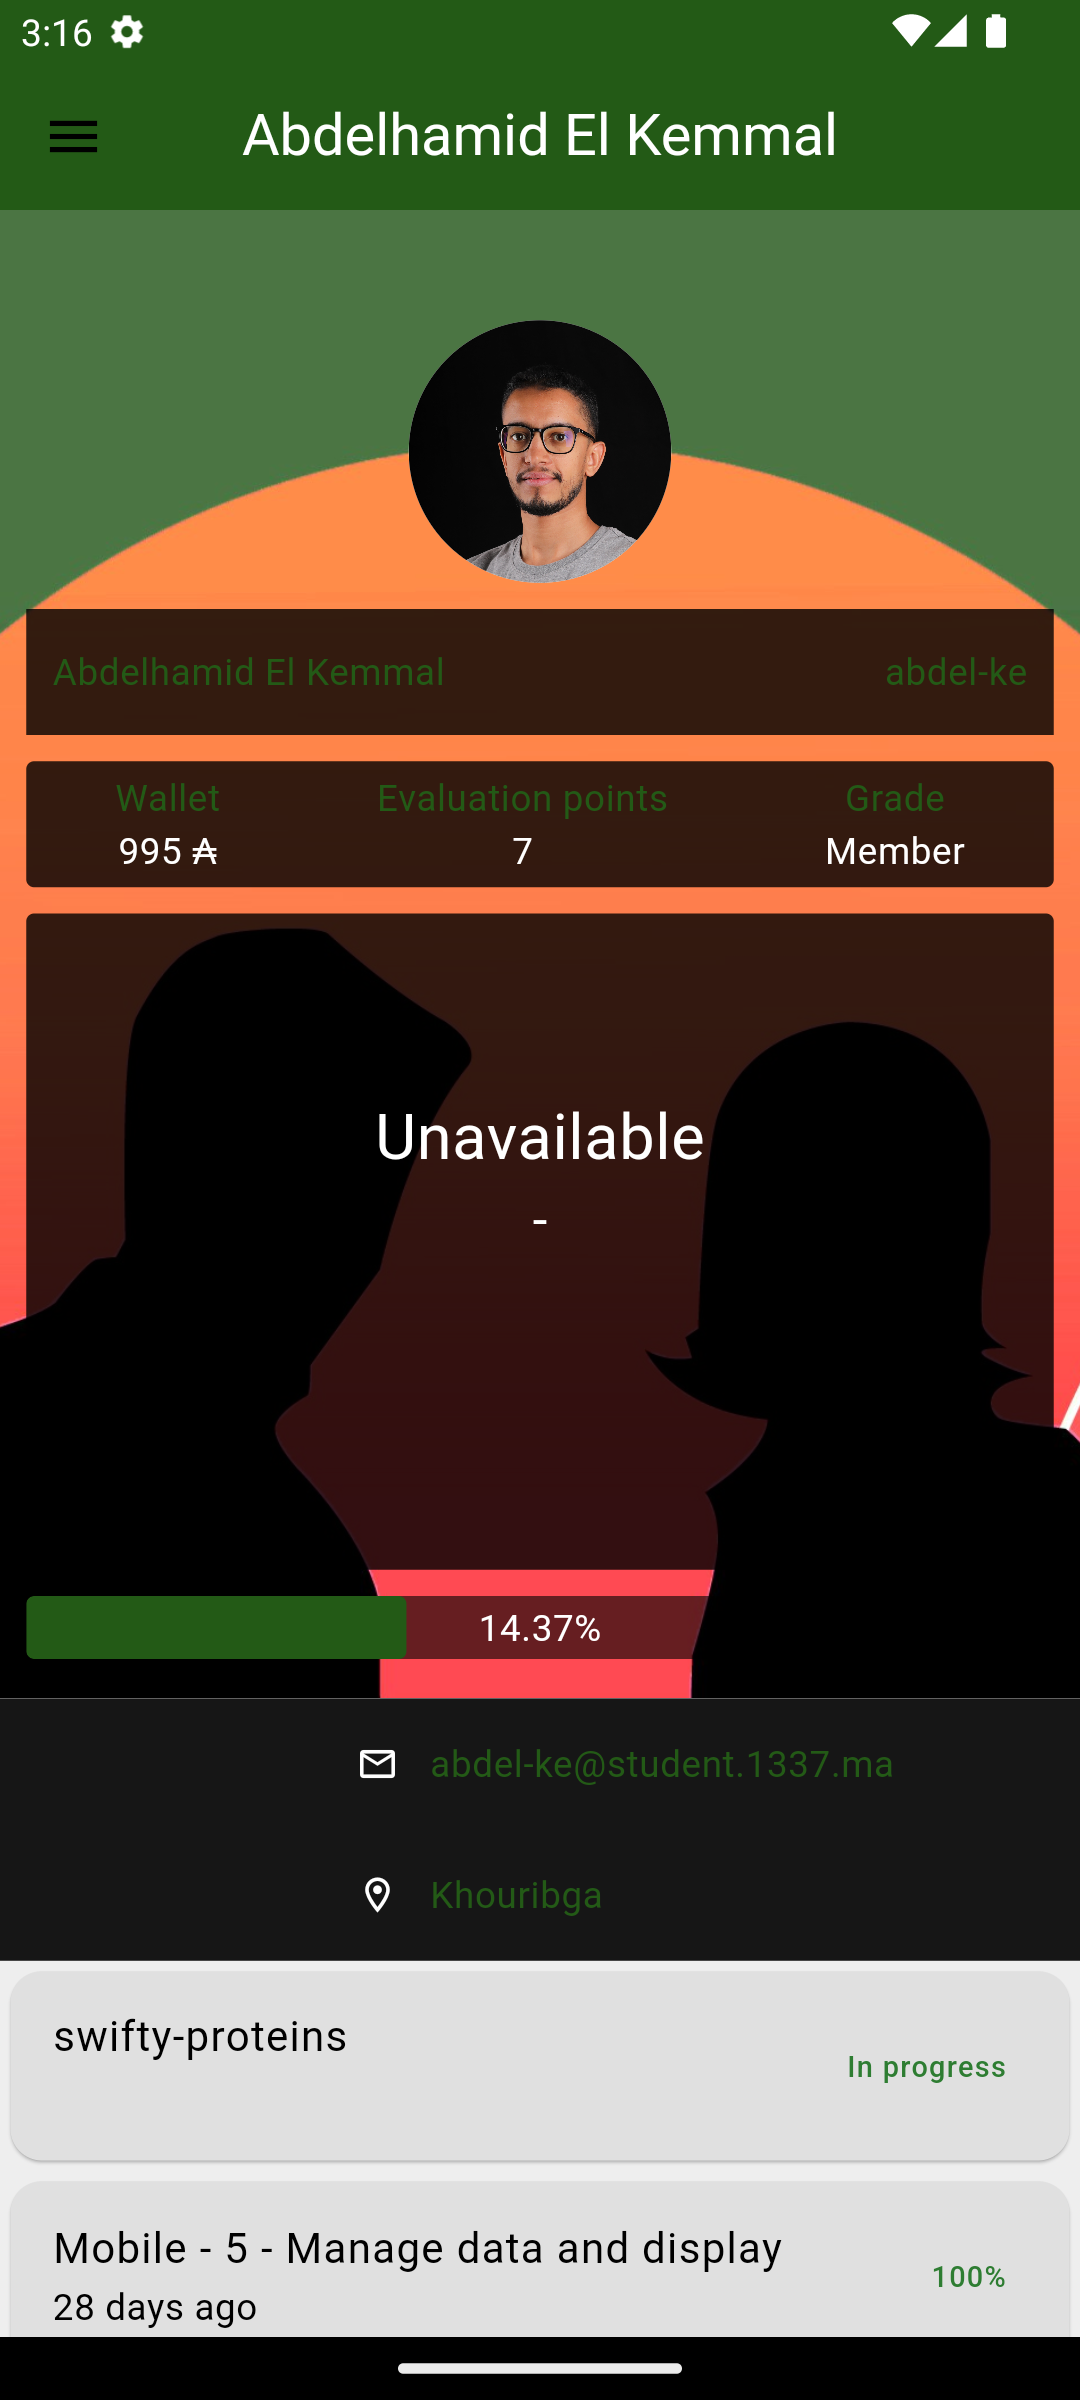 3:16
Abdelhamid El Kemmal
Abdelhamid El Kemmal abdel-ke
Wallet Evaluation points Grade
995 ₳ 7 Member
Unavailable
-
14.37%
abdel-ke@student.1337.ma
Khouribga
swifty-proteins
In progress
Mobile - 5 - Manage data and display
100%
28 days ago